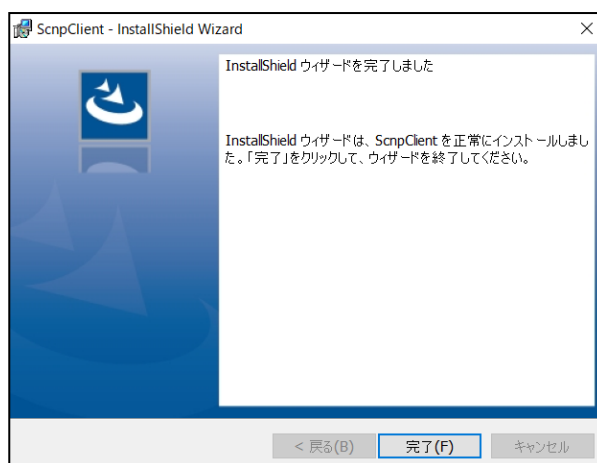 ScnpClient - InstallShield Wizard
InstallShield ウィザードを完了しました
InstallShield ウィザードは、ScnpClient を正常にインストールしまし
た。「完了」をクリックして、ウィザードを終了してください。
< 戻る(B) 完了(F) キャンセル